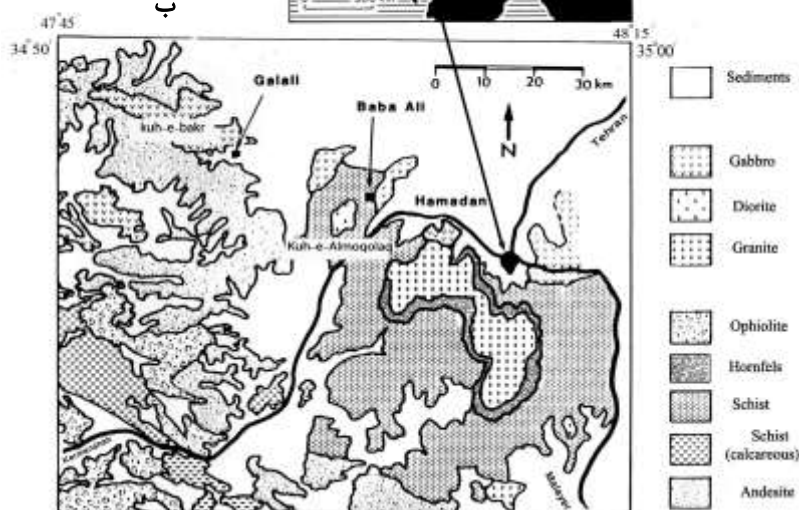 ب
47 45
48 15
34 50
35 00
0 10 20 30 km
Galali
kuh-e-bakr
Baba Ali
N
Tehran
Hamadan
Kuh-e-Almoqolaq
Malayer
Sediments
Gabbro
Diorite
Granite
Ophiolite
Hornfels
Schist
Schist
(calcareous)
Andesite